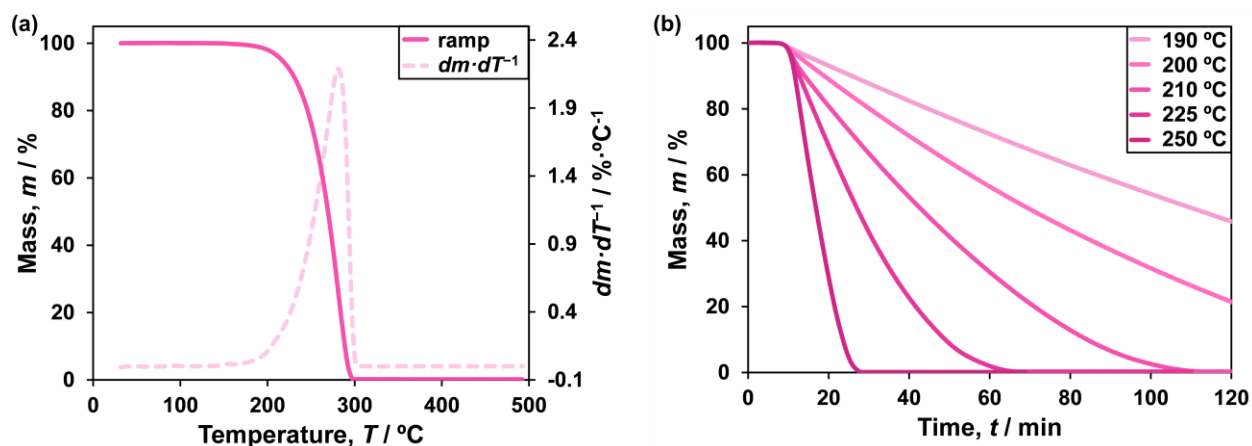 (a)
100
80
60
40
20
0
Mass, m / %
0
100
200
300
400
500
Temperature, T / ºC
2.4
1.9
1.4
0.9
0.4
-0.1
dm·dT⁻¹ / %·ºC⁻¹
ramp
dm·dT⁻¹
(b)
100
80
60
40
20
0
Mass, m / %
0
20
40
60
80
100
120
Time, t / min
190 ºC
200 ºC
210 ºC
225 ºC
250 ºC